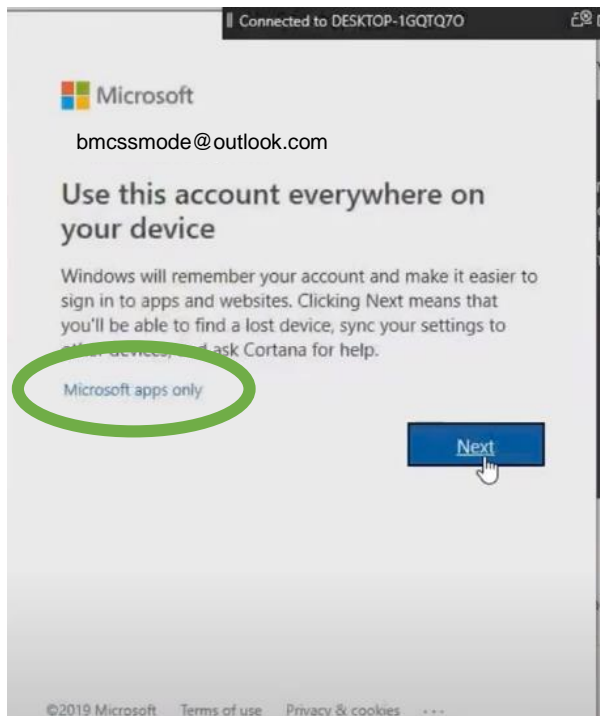 Connected to DESKTOP-1GQTQ7O
Microsoft
bmcssmode@outlook.com
Use this account everywhere on
your device
Windows will remember your account and make it easier to
sign in to apps and websites. Clicking Next means that
you'll be able to find a lost device, sync your settings to
other devices, and ask Cortana for help.
Microsoft apps only
Next
©2019 Microsoft Terms of use Privacy & cookies ...